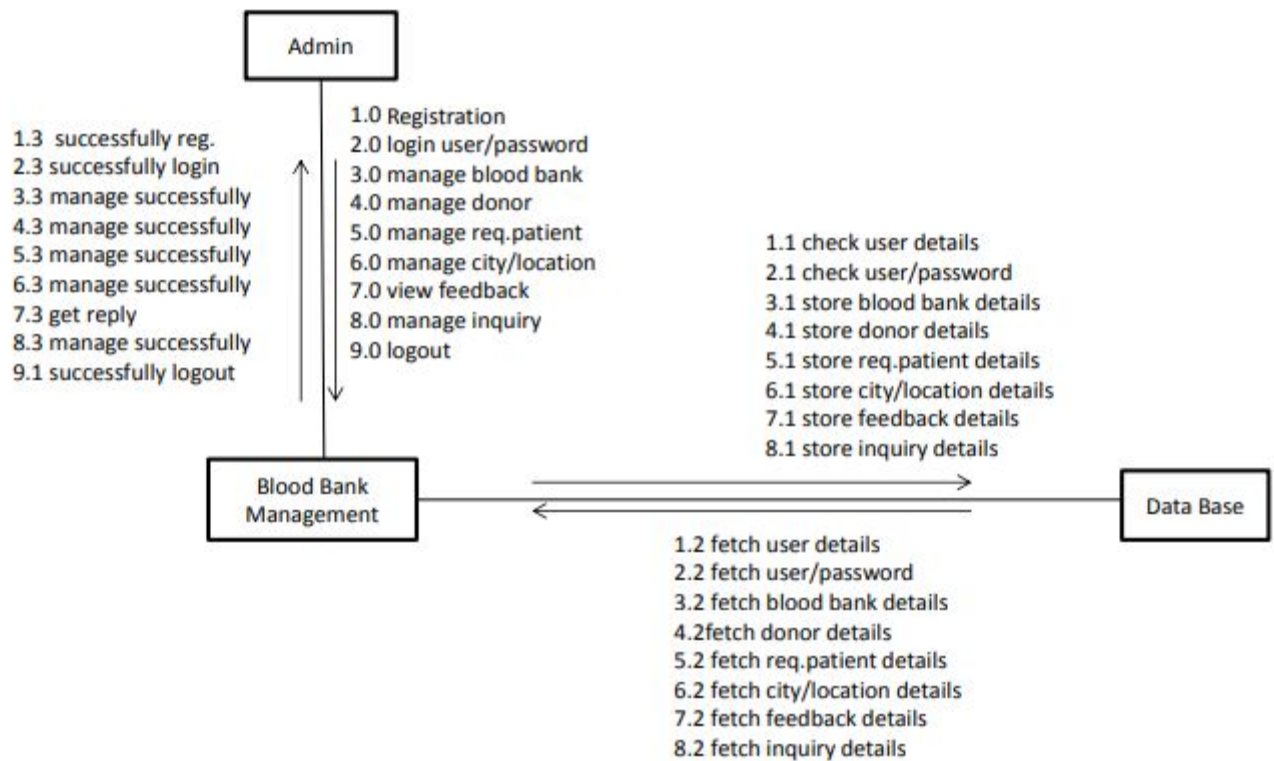 Admin
1.0 Registration
2.0 login user/password
3.0 manage blood bank
4.0 manage donor
5.0 manage req.patient
6.0 manage city/location
7.0 view feedback
8.0 manage inquiry
9.0 logout
1.3 successfully reg.
2.3 successfully login
3.3 manage successfully
4.3 manage successfully
5.3 manage successfully
6.3 manage successfully
7.3 get reply
8.3 manage successfully
9.1 successfully logout
1.1 check user details
2.1 check user/password
3.1 store blood bank details
4.1 store donor details
5.1 store req.patient details
6.1 store city/location details
7.1 store feedback details
8.1 store inquiry details
Blood Bank
Management
Data Base
1.2 fetch user details
2.2 fetch user/password
3.2 fetch blood bank details
4.2fetch donor details
5.2 fetch req.patient details
6.2 fetch city/location details
7.2 fetch feedback details
8.2 fetch inquiry details